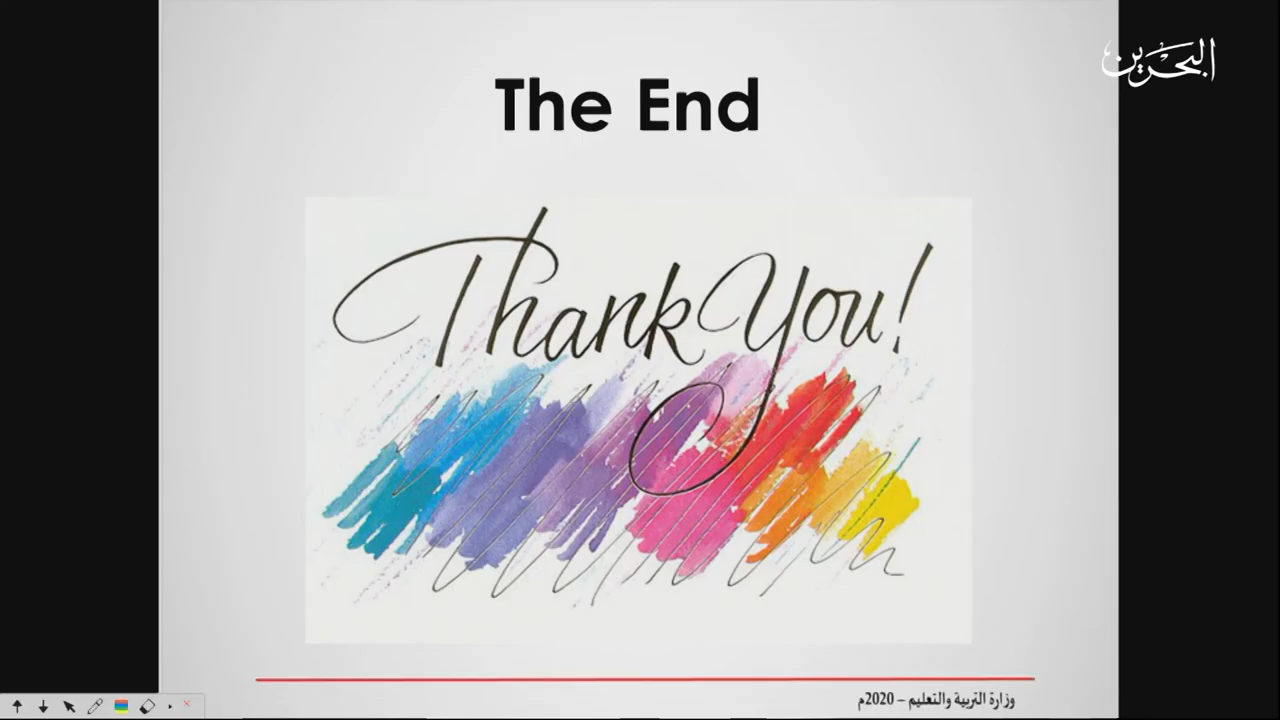 البحرين
The End
Thank You!
وزارة التربية والتعليم – 2020م